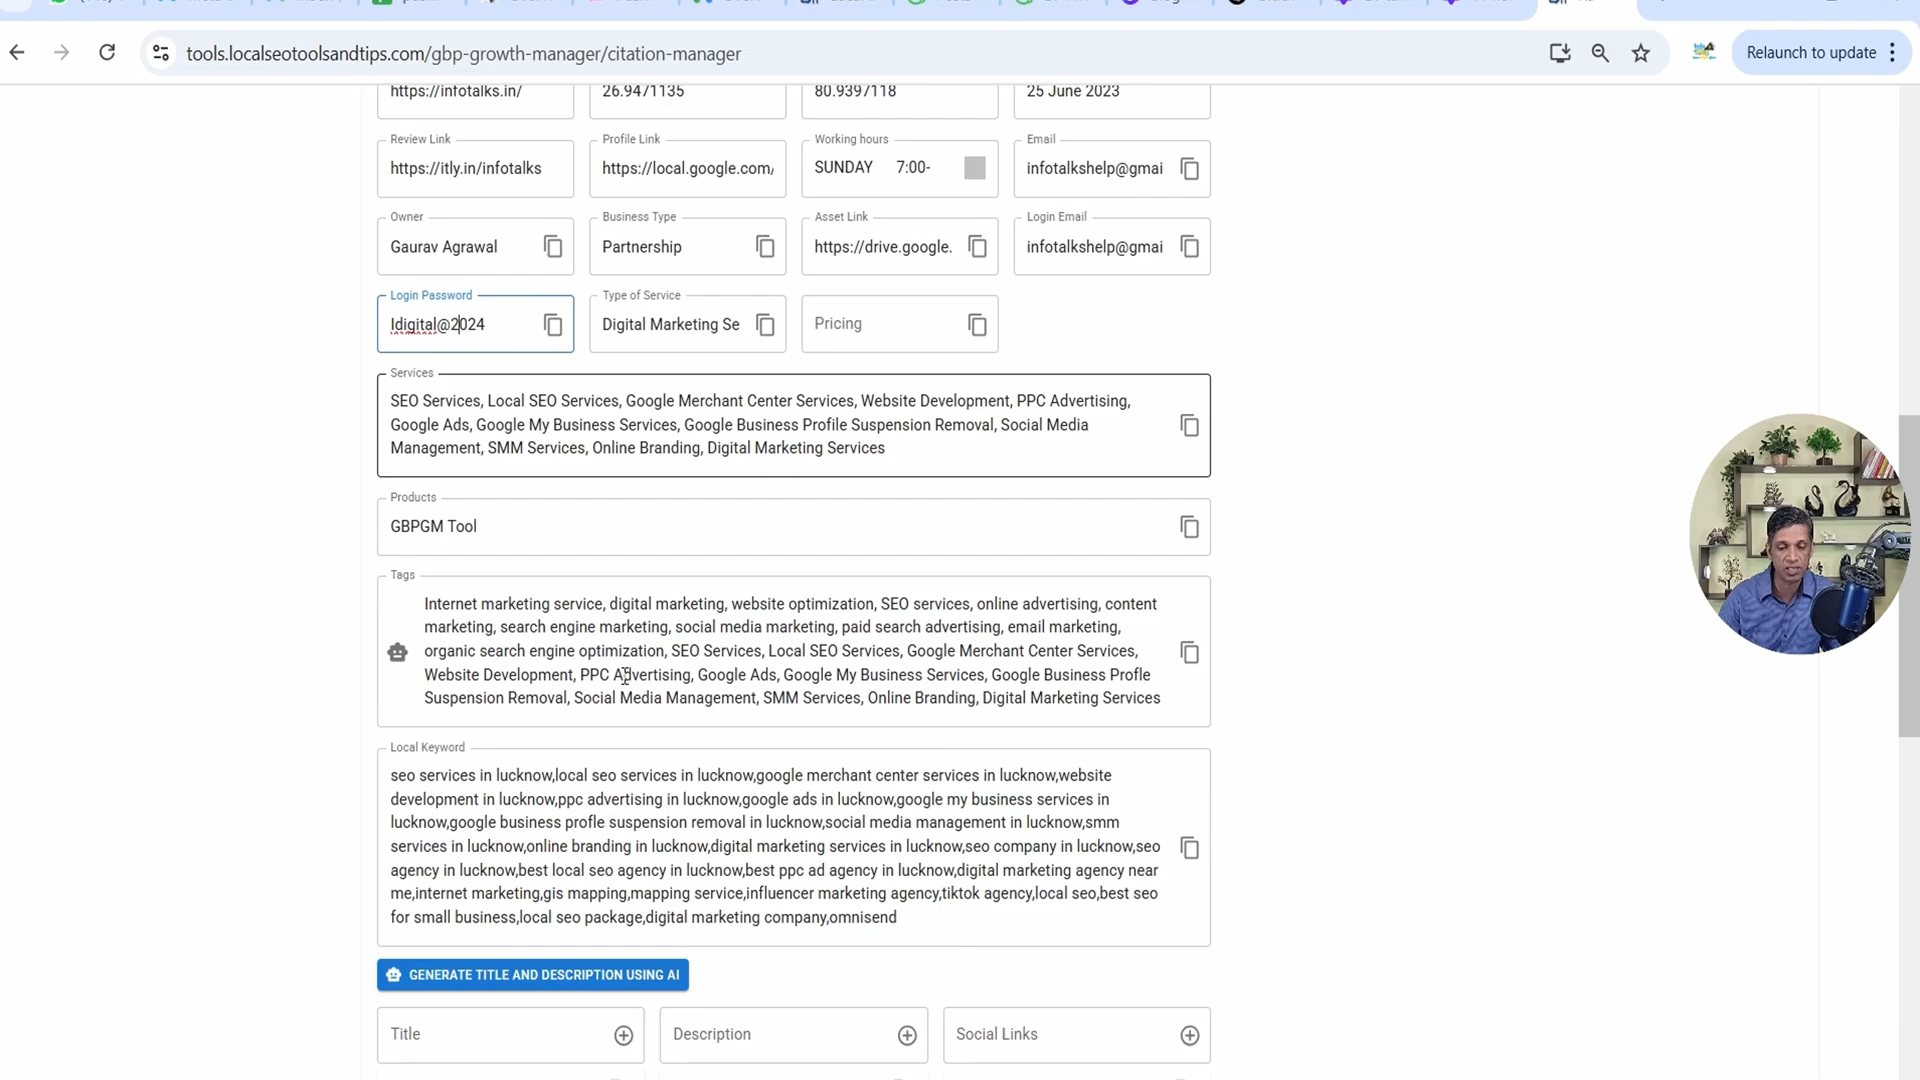 tools.localseotoolsandtips.com/gbp-growth-manager/citation-manager
Relaunch to update
https://infotalks.in/
26.9471135
80.9397118
25 June 2023
Review Link
Profile Link
Working hours
Email
https://itly.in/infotalks
https://local.google.com/
SUNDAY 7:00-
infotalkshelp@gmai
Owner
Business Type
Asset Link
Login Email
Gaurav Agrawal
Partnership
https://drive.google.
infotalkshelp@gmai
Login Password
Type of Service
Idigital@2024
Digital Marketing Se
Pricing
Services
SEO Services, Local SEO Services, Google Merchant Center Services, Website Development, PPC Advertising,
Google Ads, Google My Business Services, Google Business Profile Suspension Removal, Social Media
Management, SMM Services, Online Branding, Digital Marketing Services
Products
GBPGM Tool
Tags
Internet marketing service, digital marketing, website optimization, SEO services, online advertising, content
marketing, search engine marketing, social media marketing, paid search advertising, email marketing,
organic search engine optimization, SEO Services, Local SEO Services, Google Merchant Center Services,
Website Development, PPC Advertising, Google Ads, Google My Business Services, Google Business Profle
Suspension Removal, Social Media Management, SMM Services, Online Branding, Digital Marketing Services
Local Keyword
seo services in lucknow,local seo services in lucknow,google merchant center services in lucknow,website
development in lucknow,ppc advertising in lucknow,google ads in lucknow,google my business services in
lucknow,google business profle suspension removal in lucknow,social media management in lucknow,smm
services in lucknow,online branding in lucknow,digital marketing services in lucknow,seo company in lucknow,seo
agency in lucknow,best local seo agency in lucknow,best ppc ad agency in lucknow,digital marketing agency near
me,internet marketing,gis mapping,mapping service,influencer marketing agency,tiktok agency,local seo,best seo
for small business,local seo package,digital marketing company,omnisend
GENERATE TITLE AND DESCRIPTION USING AI
Title
Description
Social Links